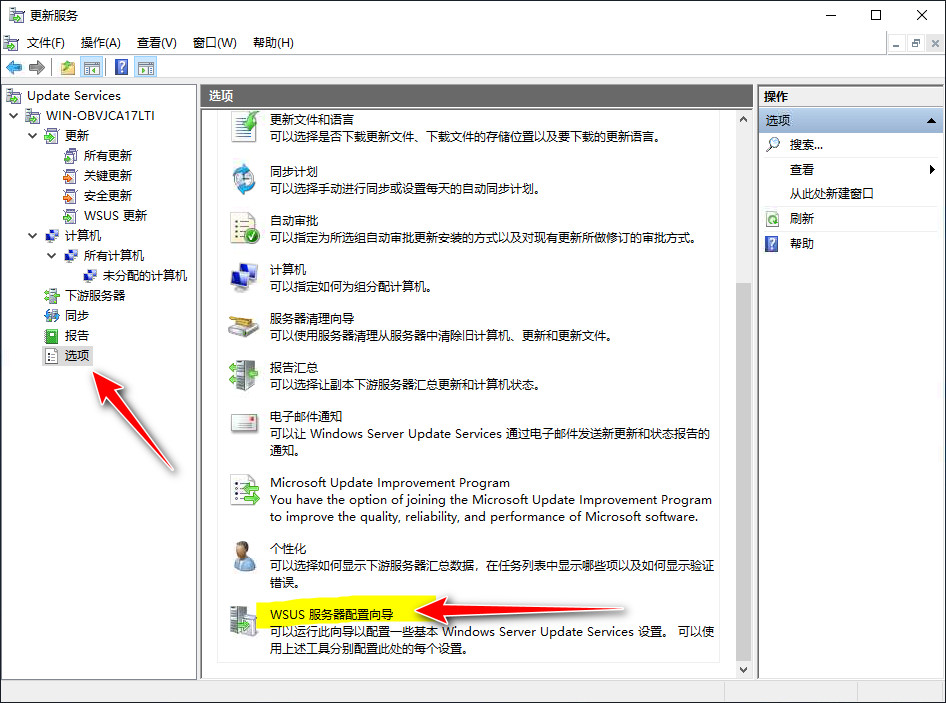 更新服务
文件(F) 操作(A) 查看(V) 窗口(W) 帮助(H)
Update Services
WIN-OBVJCA17LTI
更新
所有更新
关键更新
安全更新
WSUS 更新
计算机
所有计算机
未分配的计算机
下游服务器
同步
报告
选项
选项
更新文件和语言
可以选择是否下载更新文件、下载文件的存储位置以及要下载的更新语言。
同步计划
可以选择手动进行同步或设置每天的自动同步计划。
自动审批
可以指定为所选组自动审批更新安装的方式以及对现有更新所做修订的审批方式。
计算机
可以指定如何为组分配计算机。
服务器清理向导
可以使用服务器清理从服务器中清除旧计算机、更新和更新文件。
报告汇总
可以选择让副本下游服务器汇总更新和计算机状态。
电子邮件通知
可以让 Windows Server Update Services 通过电子邮件发送新更新和状态报告的
通知。
Microsoft Update Improvement Program
You have the option of joining the Microsoft Update Improvement Program
to improve the quality, reliability, and performance of Microsoft software.
个性化
可以选择如何显示下游服务器汇总数据，在任务列表中显示哪些项以及如何显示验证
错误。
WSUS 服务器配置向导
可以运行此向导以配置一些基本 Windows Server Update Services 设置。 可以使
用上述工具分别配置此处的每个设置。
操作
选项
搜索...
查看
从此处新建窗口
刷新
帮助